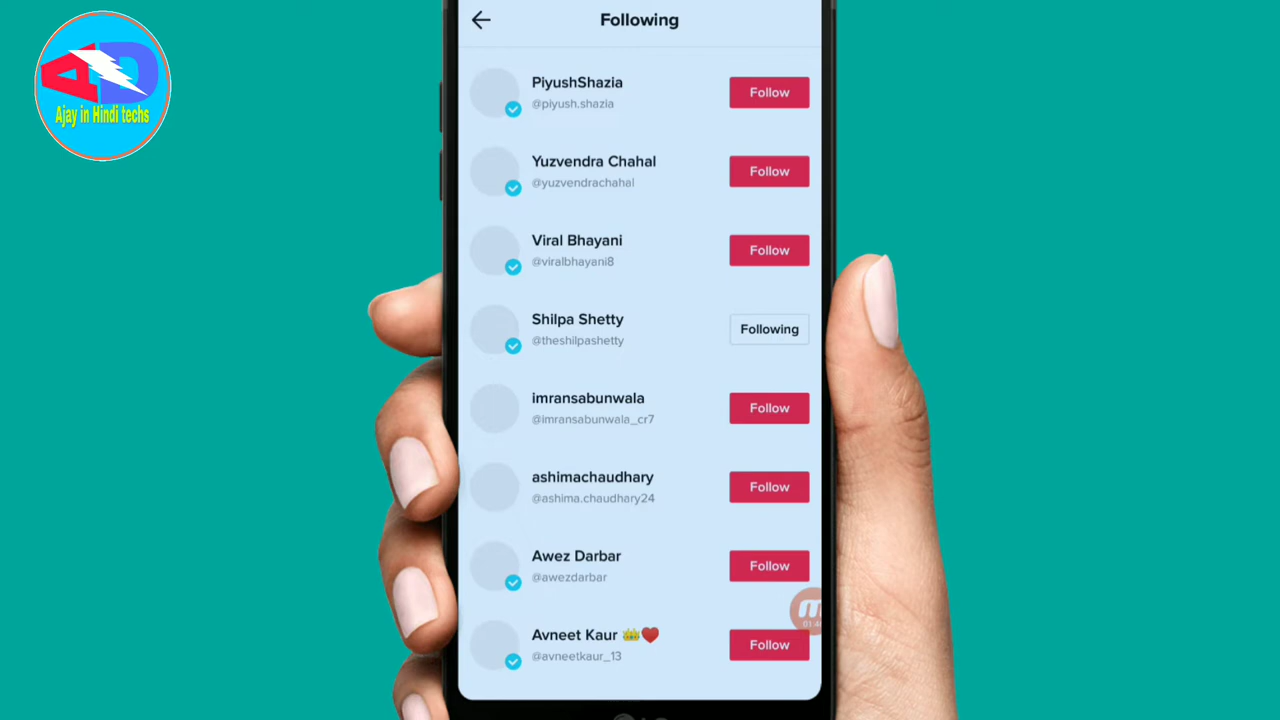 AD
Ajay in Hindi techs
Following
PiyushShazia
@piyush.shazia
Follow
Yuzvendra Chahal
@yuzvendrachahal
Follow
Viral Bhayani
@viralbhayani8
Follow
Shilpa Shetty
@theshilpashetty
Following
imransabunwala
@imransabunwala_cr7
Follow
ashimachaudhary
@ashima.chaudhary24
Follow
Awez Darbar
@awezdarbar
Follow
Avneet Kaur 👑❤️
@avneetkaur_13
Follow